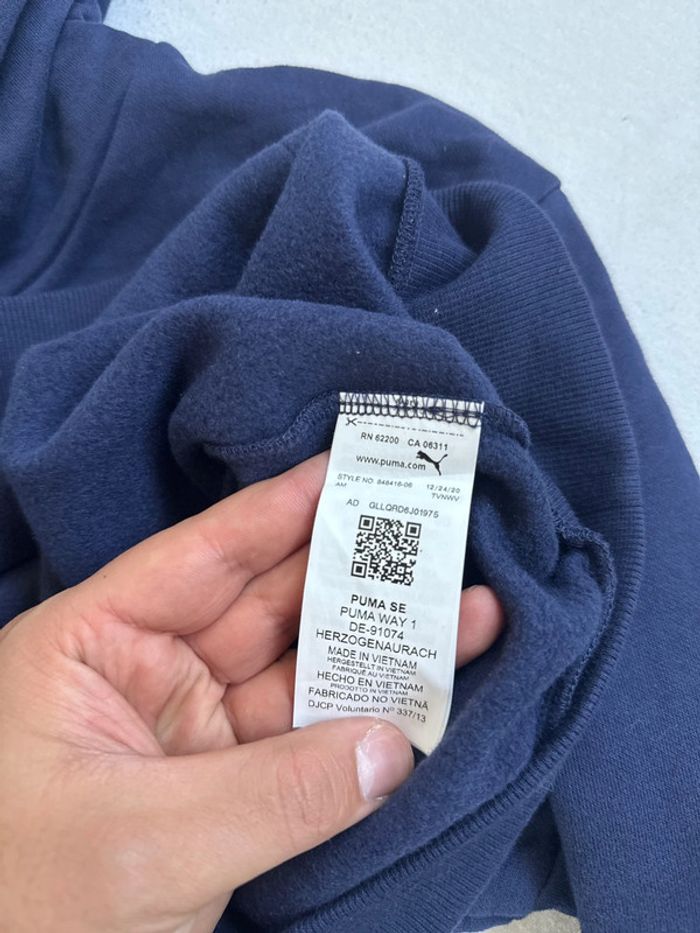 RN 62200 CA 06311
www.puma.com
STYLE NO. 848416-06 12/24/20
AM TVNWV
AD GLLQRD6J01975
PUMA SE
PUMA WAY 1
DE-91074
HERZOGENAURACH
MADE IN VIETNAM
HERGESTELLT IN VIETNAM
FABRIQUÉ AU VIETNAM
HECHO EN VIETNAM
PRODOTTO IN VIETNAM
FABRICADO NO VIETNÃ
DJCP Voluntario Nº 337/13